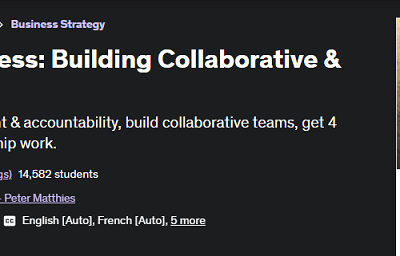 Business Strategy
ess: Building Collaborative &
t & accountability, build collaborative teams, get 4
hip work.
gs) 14,582 students
- Peter Matthies
CC English [Auto], French [Auto], 5 more